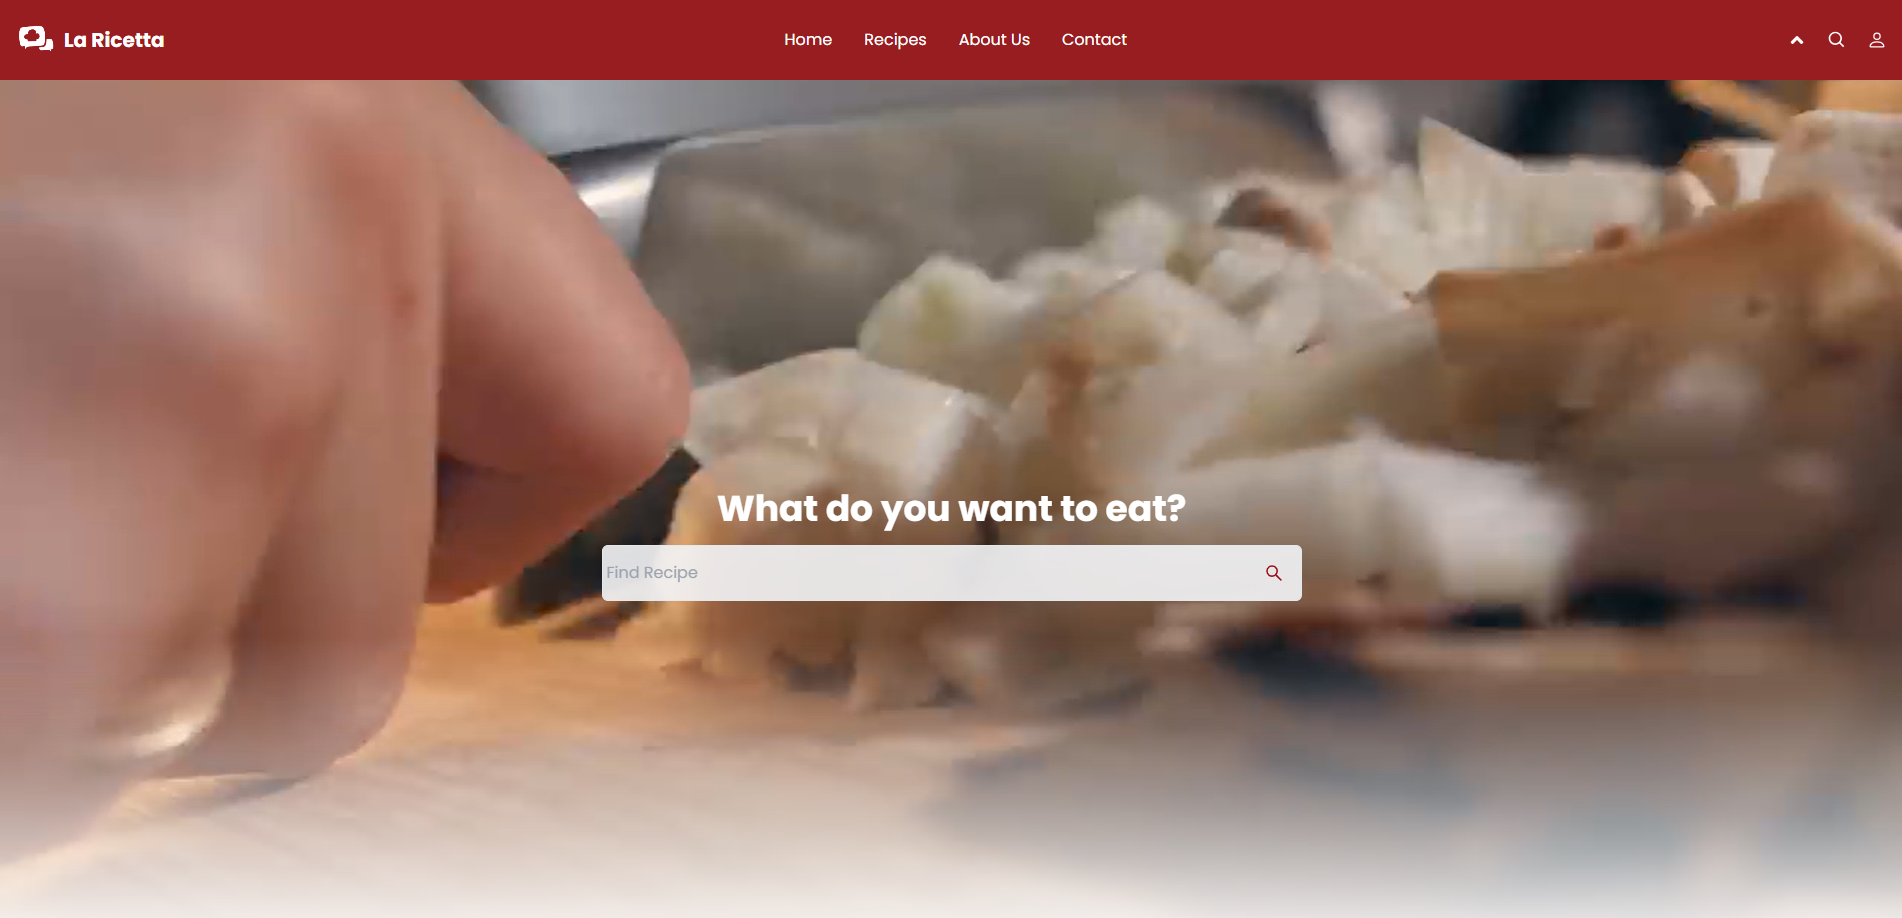 La Ricetta
Home Recipes About Us Contact
What do you want to eat?
Find Recipe